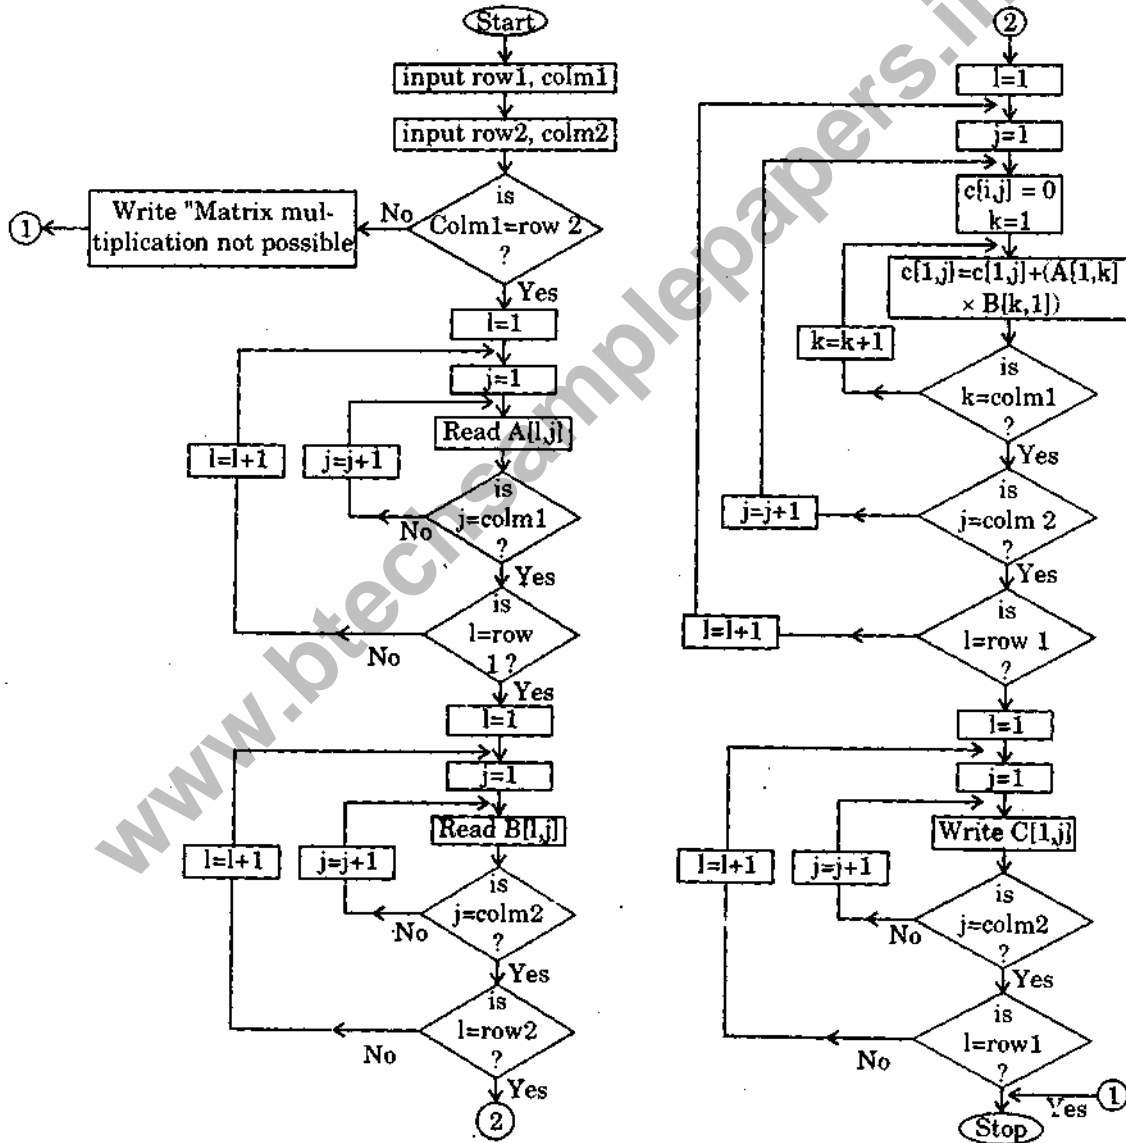 Start
input row1, colm1
input row2, colm2
is
Colm1=row 2
?
No
Write "Matrix mul-
tiplication not possible
1
Yes
l=1
j=1
Read A[l,j]
l=l+1
j=j+1
is
j=colm1
?
No
Yes
is
l=row
1 ?
No
Yes
l=1
j=1
Read B[l,j]
l=l+1
j=j+1
is
j=colm2
?
No
Yes
is
l=row2
?
No
Yes
2
2
l=1
j=1
c[i,j] = 0
k=1
c[1,j]=c[1,j]+(A[1,k]
× B[k,1])
k=k+1
is
k=colm1
?
Yes
is
j=colm 2
?
j=j+1
Yes
is
l=row 1
?
l=l+1
l=1
j=1
Write C[1,j]
l=l+1
j=j+1
is
j=colm2
?
No
Yes
is
l=row1
?
No
Yes
1
Stop
www.btechsamplepapers.in